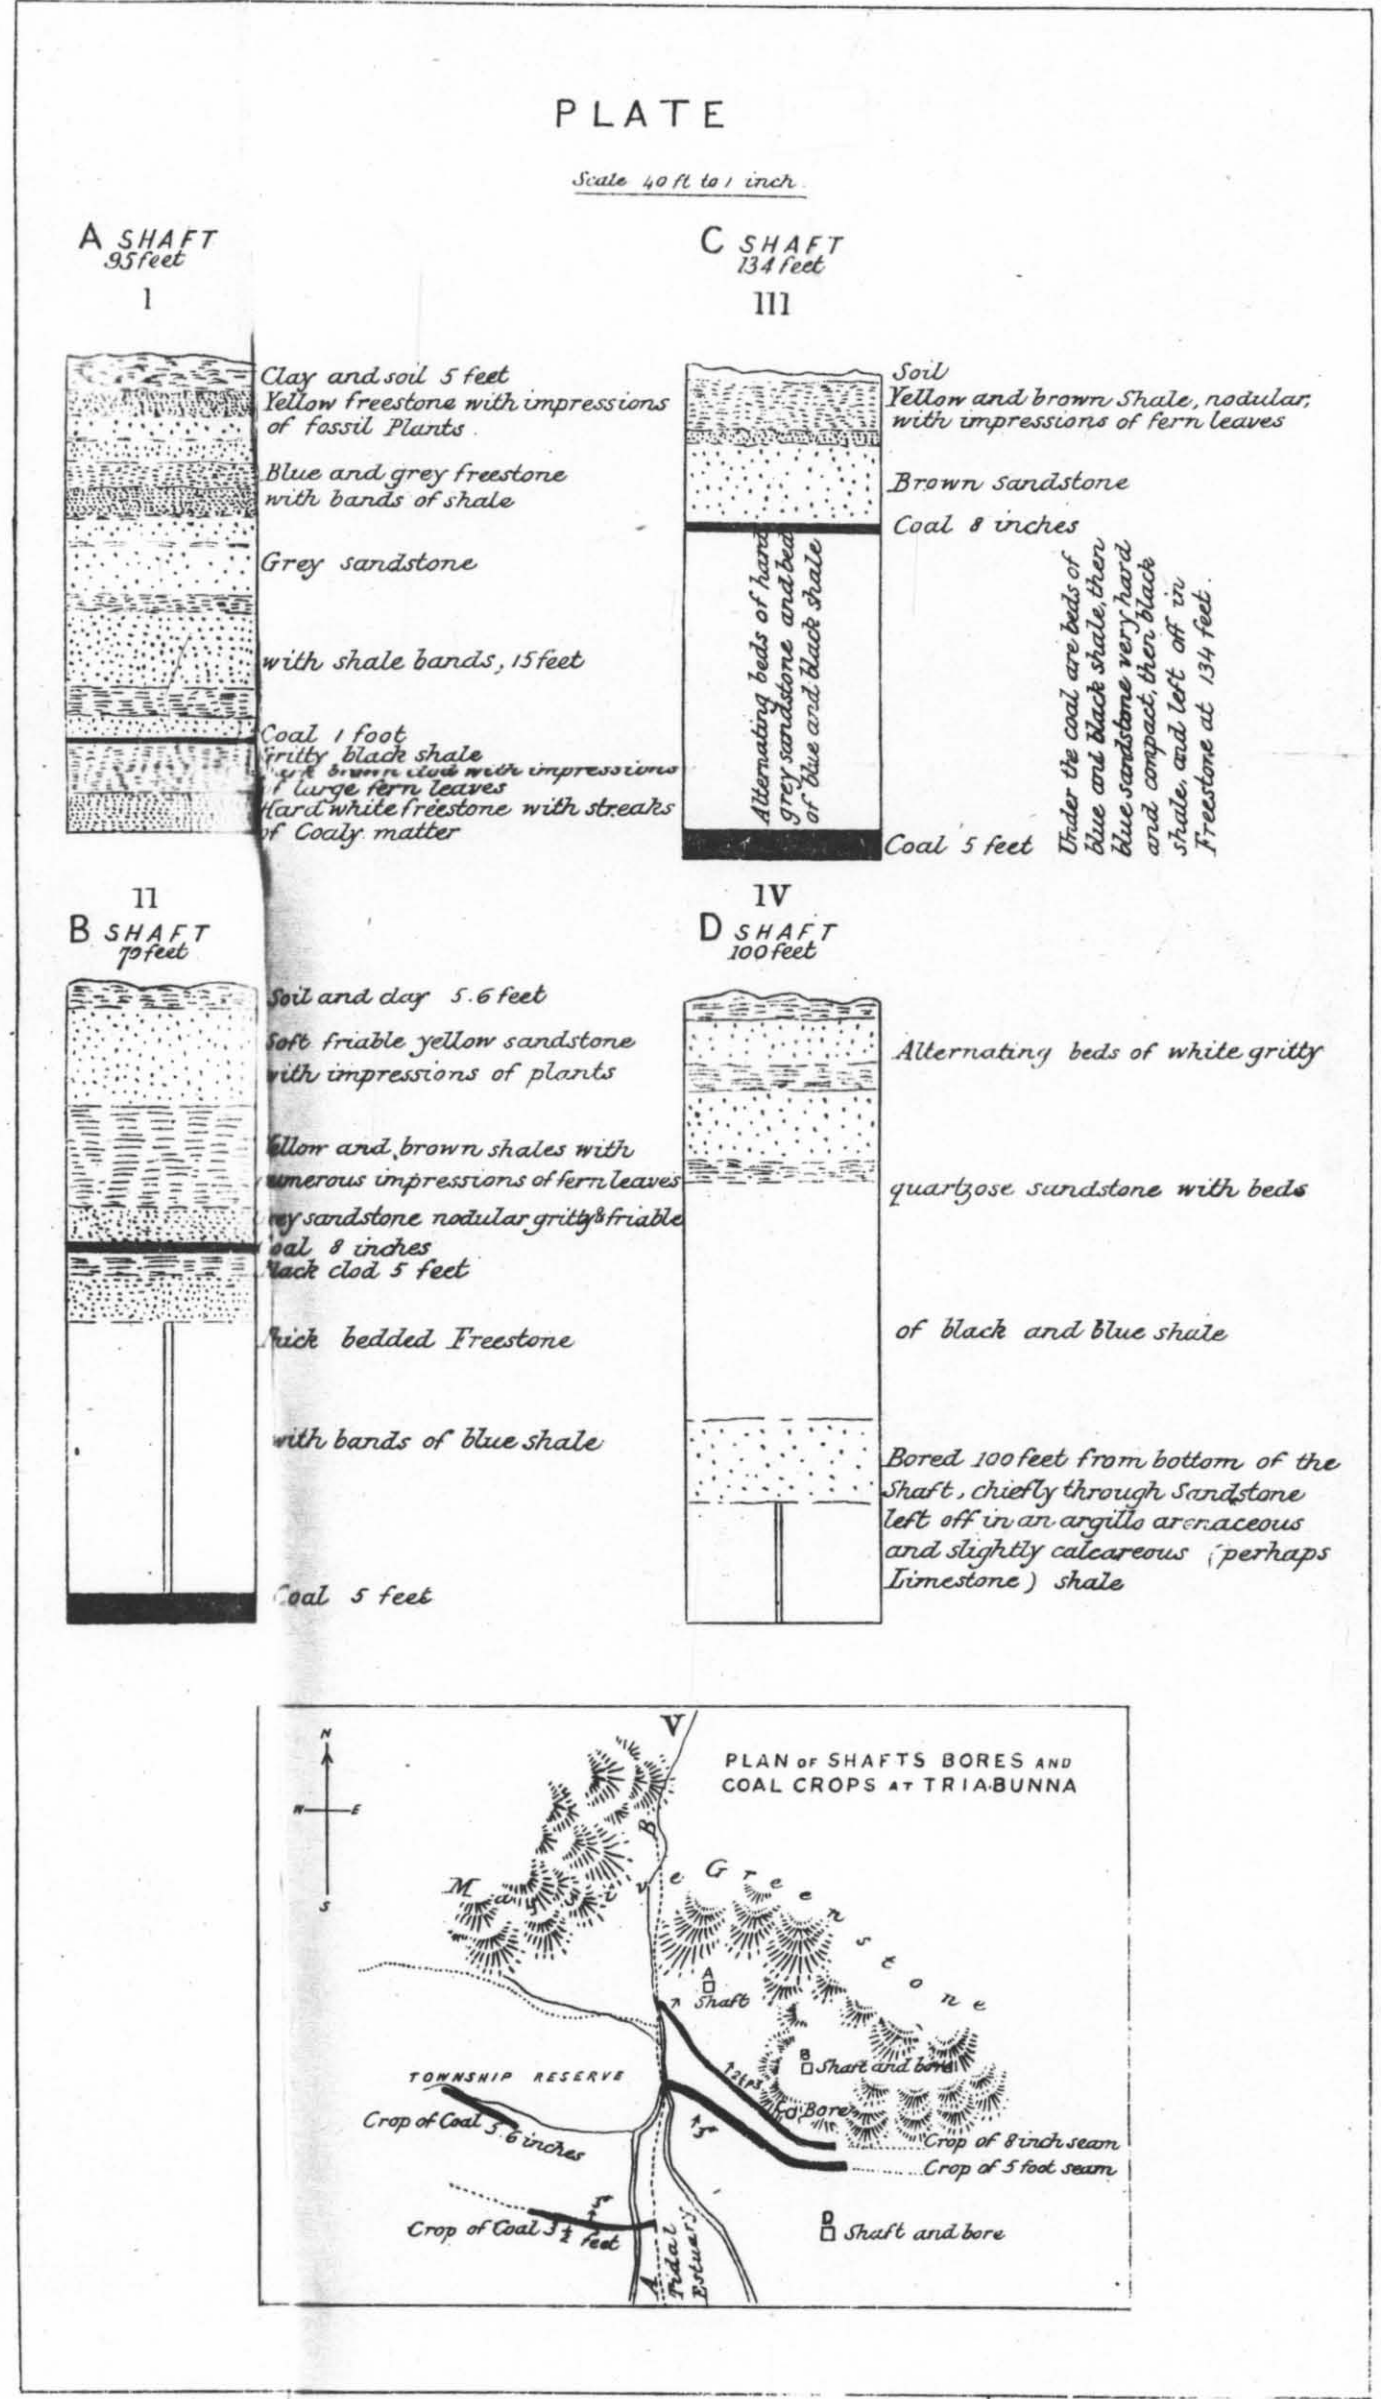 PLATE
Scale 40 ft to 1 inch.
A SHAFT
95 feet
I
Clay and soil 5 feet
Yellow freestone with impressions
of fossil Plants.
Blue and grey freestone
with bands of shale
Grey sandstone
with shale bands, 15 feet
Coal 1 foot
Gritty black shale
brown clod with impressions
of large fern leaves
Hard white freestone with streaks
of Coaly matter
II
B SHAFT
70 feet
Soil and clay 5.6 feet
Soft friable yellow sandstone
with impressions of plants
Yellow and brown shales with
numerous impressions of fern leaves
Grey sandstone nodular gritty & friable
Coal 8 inches
Black clod 5 feet
Thick bedded Freestone
with bands of blue shale
Coal 5 feet
C SHAFT
134 feet
III
Soil
Yellow and brown Shale, nodular,
with impressions of fern leaves
Brown sandstone
Coal 8 inches
Alternating beds of hard
grey sandstone and bed
of blue and black shale
Under the coal are beds of
blue and black shale, then
blue sandstone very hard
and compact, then black
shale, and left off in
Freestone at 134 feet.
Coal 5 feet
IV
D SHAFT
100 feet
Alternating beds of white gritty
quartzose sandstone with beds
of black and blue shale
Bored 100 feet from bottom of the
Shaft, chiefly through Sandstone
left off in an argillo arenaceous
and slightly calcareous (perhaps
Limestone) shale
V
PLAN OF SHAFTS BORES AND
COAL CROPS AT TRIABUNNA
N
W E
S
B
Massive Greenstone
A
Shaft
B
Shaft and bore
TOWNSHIP RESERVE
Bore
Crop of Coal 5.6 inches
Crop of 8 inch seam
Crop of 5 foot seam
Crop of Coal 3½ feet
D
Shaft and bore
A
Tidal
Estuary